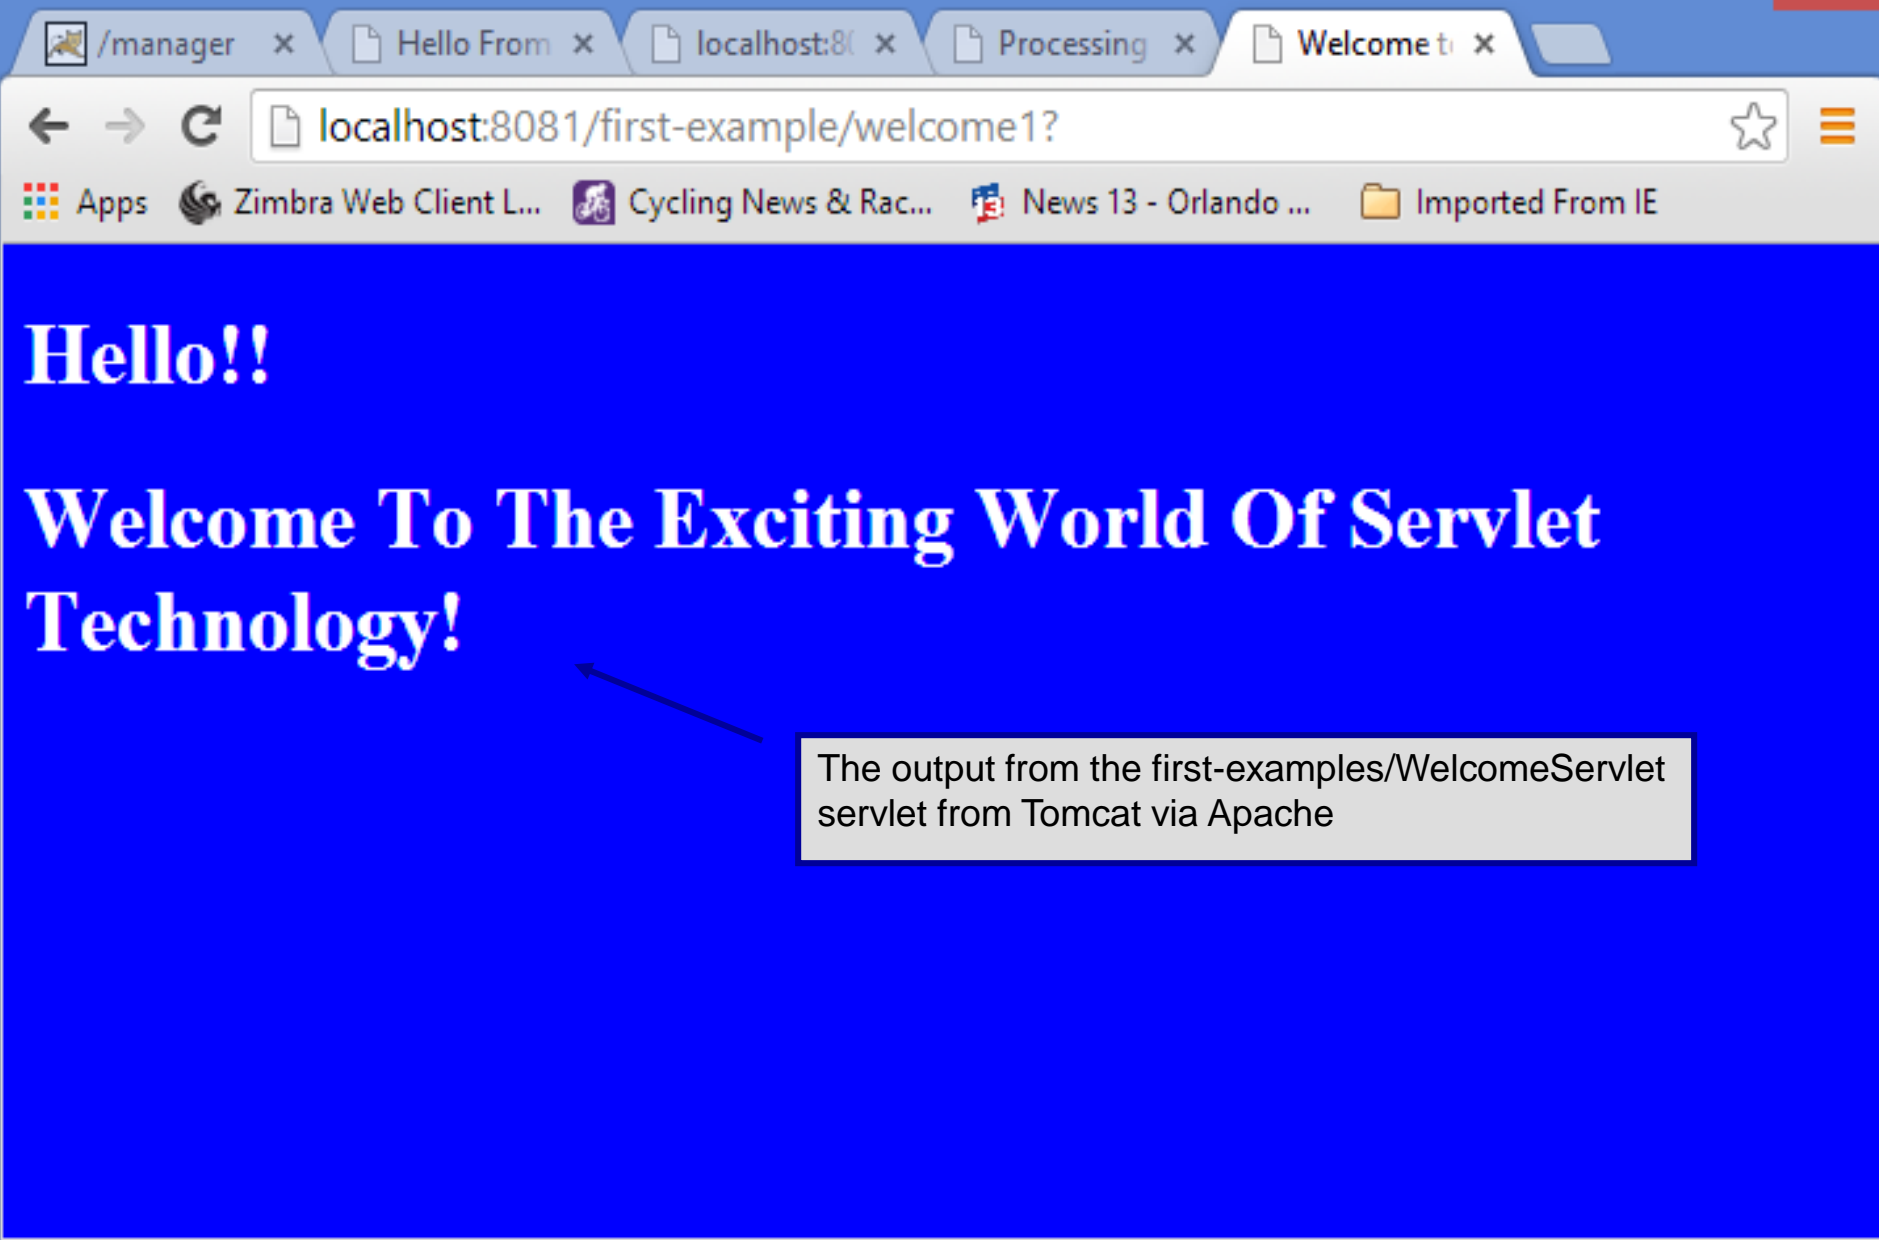 /manager
Hello From
localhost:80
Processing
Welcome to
localhost:8081/first-example/welcome1?
Apps Zimbra Web Client L... Cycling News & Rac... News 13 - Orlando ... Imported From IE
Hello!!
Welcome To The Exciting World Of Servlet
Technology!
The output from the first-examples/WelcomeServlet
servlet from Tomcat via Apache